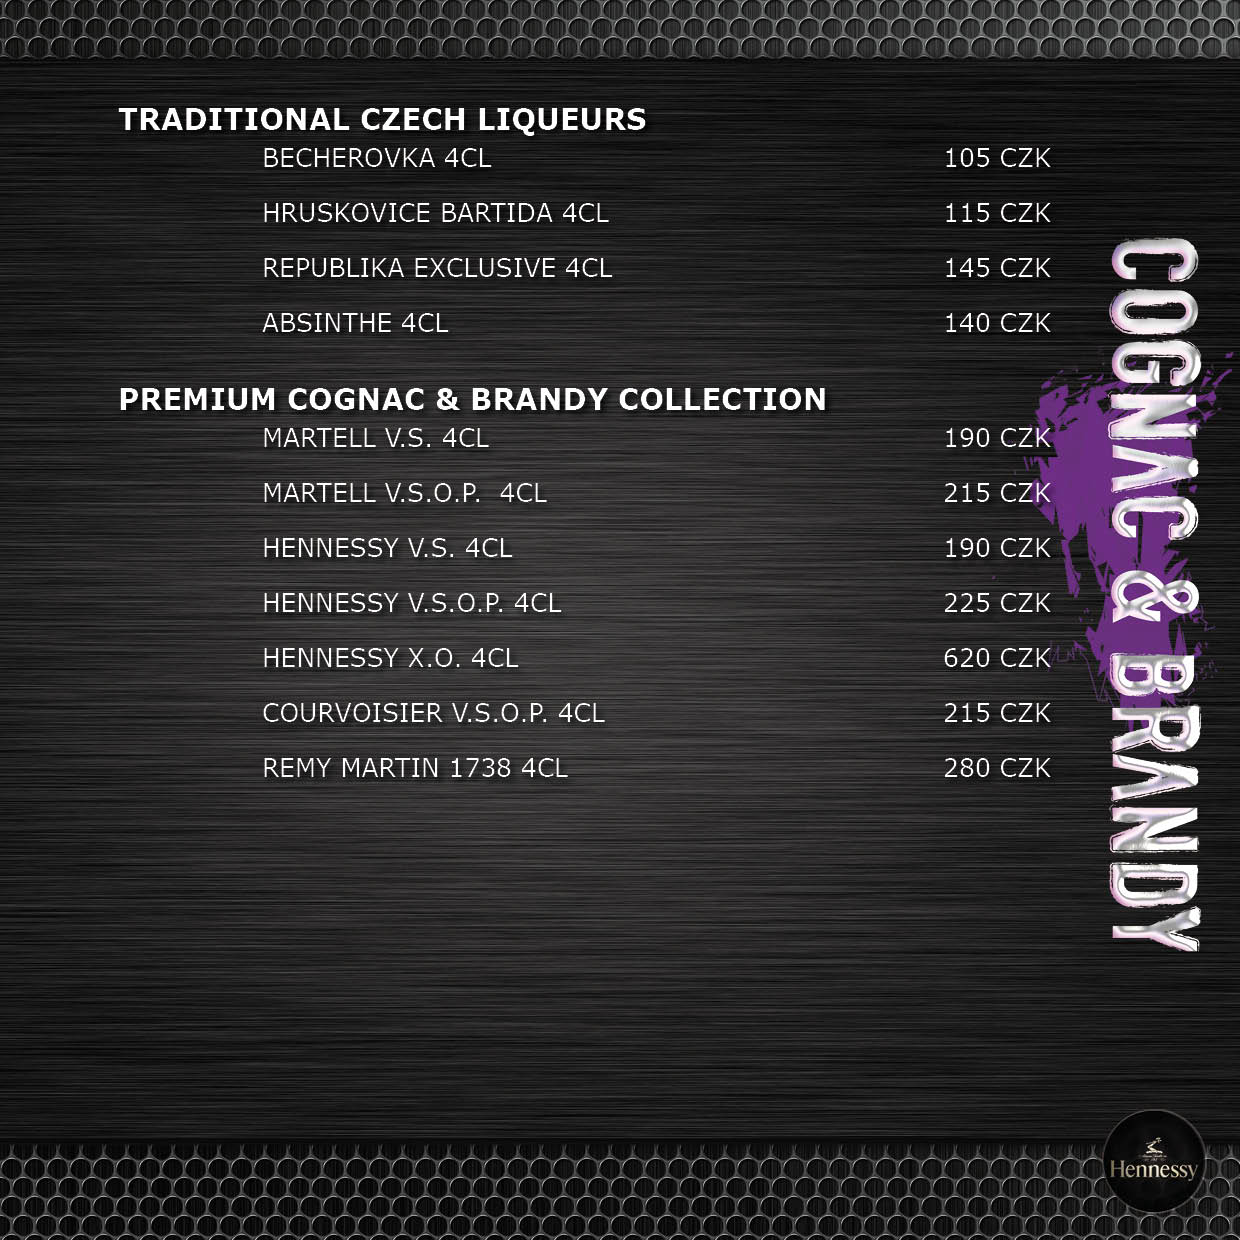 TRADITIONAL CZECH LIQUEURS
BECHEROVKA 4CL 105 CZK
HRUSKOVICE BARTIDA 4CL 115 CZK
REPUBLIKA EXCLUSIVE 4CL 145 CZK
ABSINTHE 4CL 140 CZK
PREMIUM COGNAC & BRANDY COLLECTION
MARTELL V.S. 4CL 190 CZK
MARTELL V.S.O.P. 4CL 215 CZK
HENNESSY V.S. 4CL 190 CZK
HENNESSY V.S.O.P. 4CL 225 CZK
HENNESSY X.O. 4CL 620 CZK
COURVOISIER V.S.O.P. 4CL 215 CZK
REMY MARTIN 1738 4CL 280 CZK
COGNAC & BRANDY
Hennessy